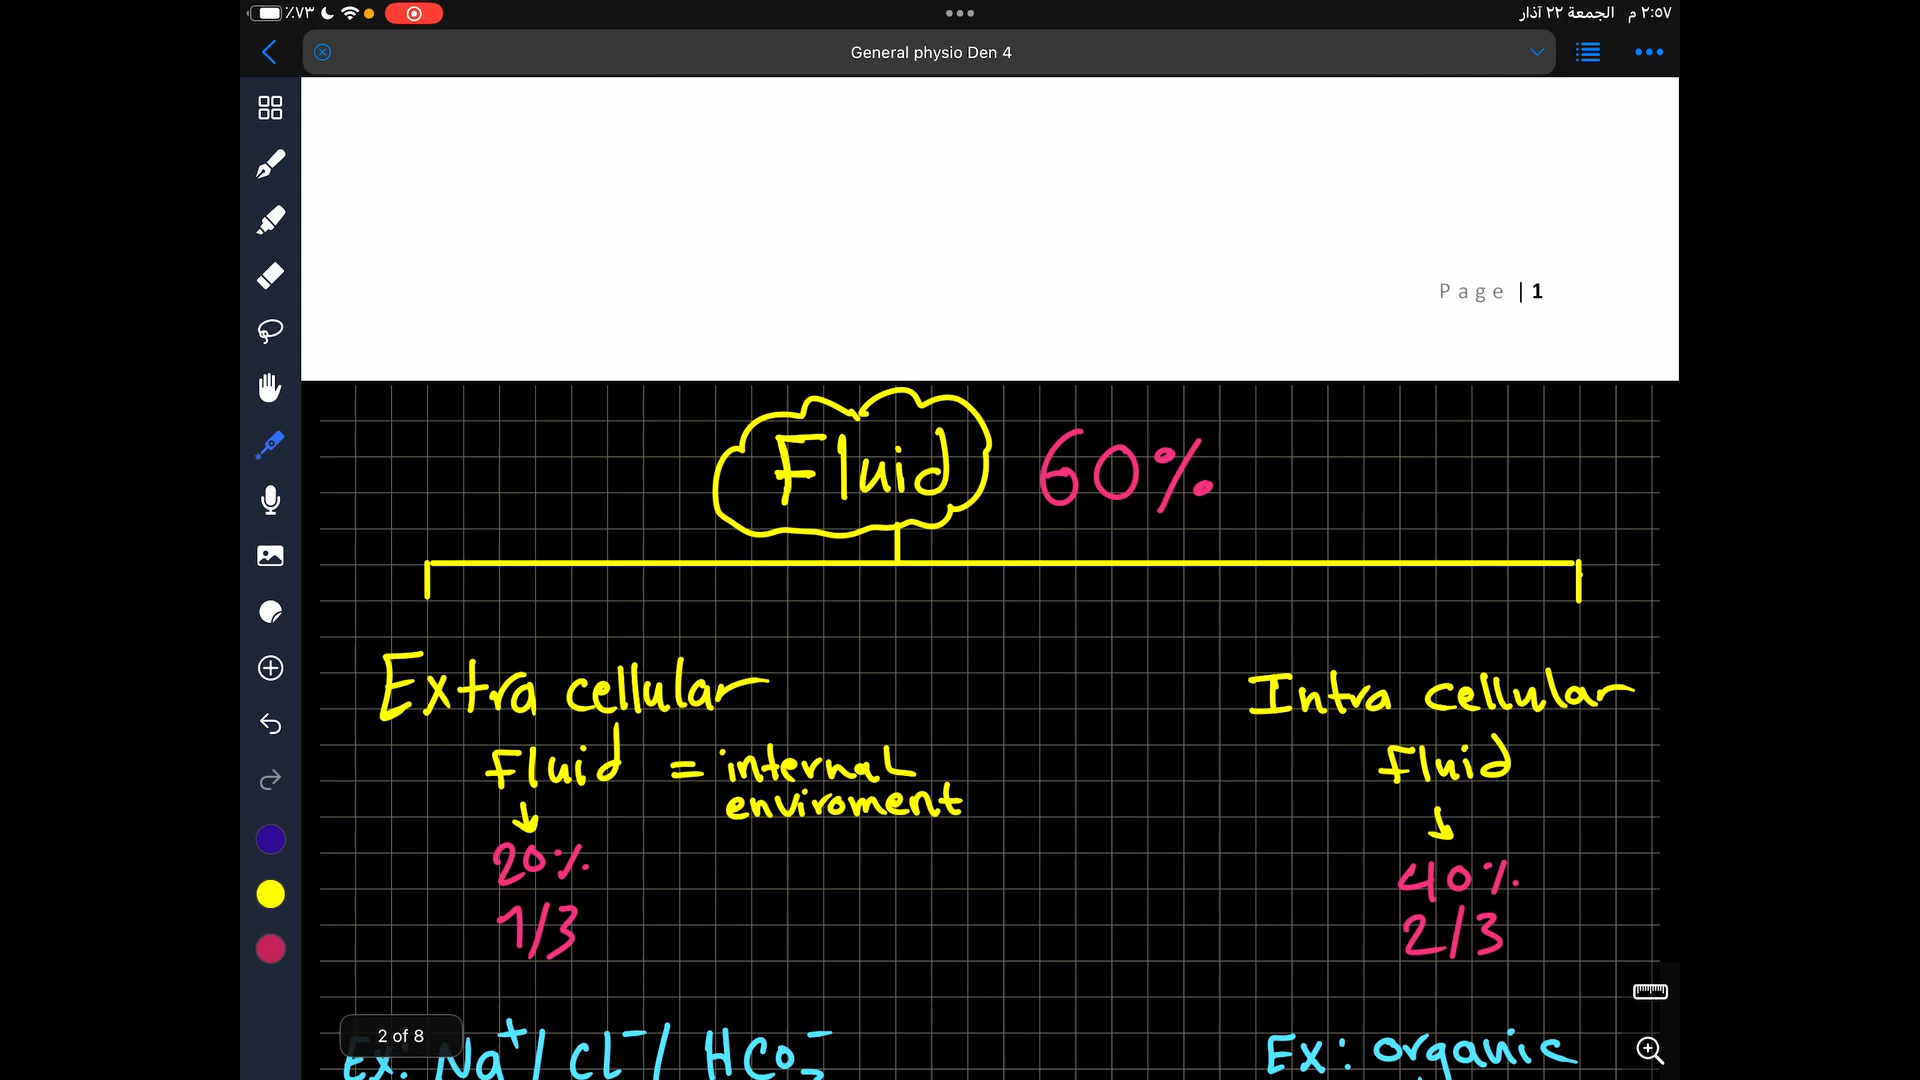 ٪٧٣ الجمعة ٢٢ آذار ٢:٥٧ م
General physio Den 4
Page | 1
Fluid 60%
Extra cellular Intra cellular
Fluid = internal Fluid
enviroment
20% 40%
1/3 2/3
2 of 8
Ex: Na+/ Cl-/ HCO3- Ex: organic